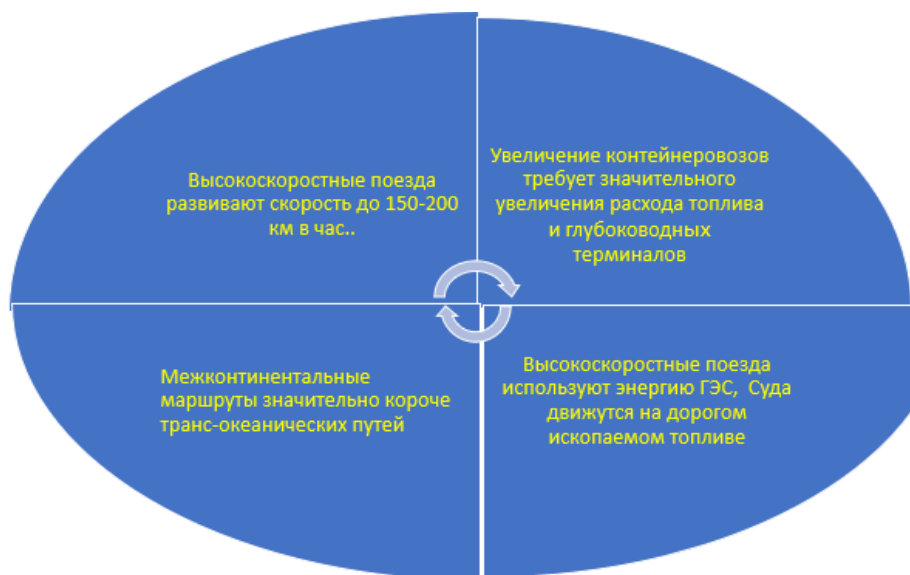 Высокоскоростные поезда
развивают скорость до 150-200
км в час..
Увеличение контейнеровозов
требует значительного
увеличения расхода топлива
и глубоководных
терминалов
Межконтинентальные
маршруты значительно короче
транс-океанических путей
Высокоскоростные поезда
используют энергию ГЭС, Суда
движутся на дорогом
ископаемом топливе